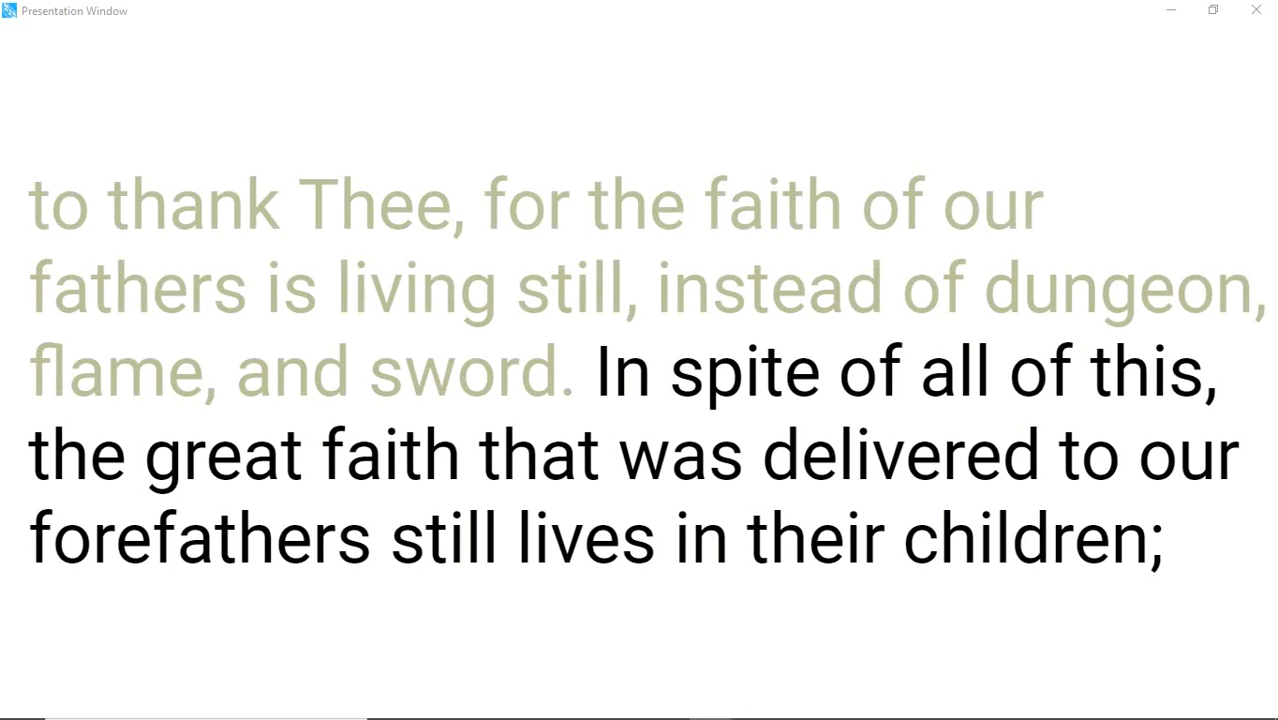 Presentation Window
to thank Thee, for the faith of our
fathers is living still, instead of dungeon,
flame, and sword. In spite of all of this,
the great faith that was delivered to our
forefathers still lives in their children;